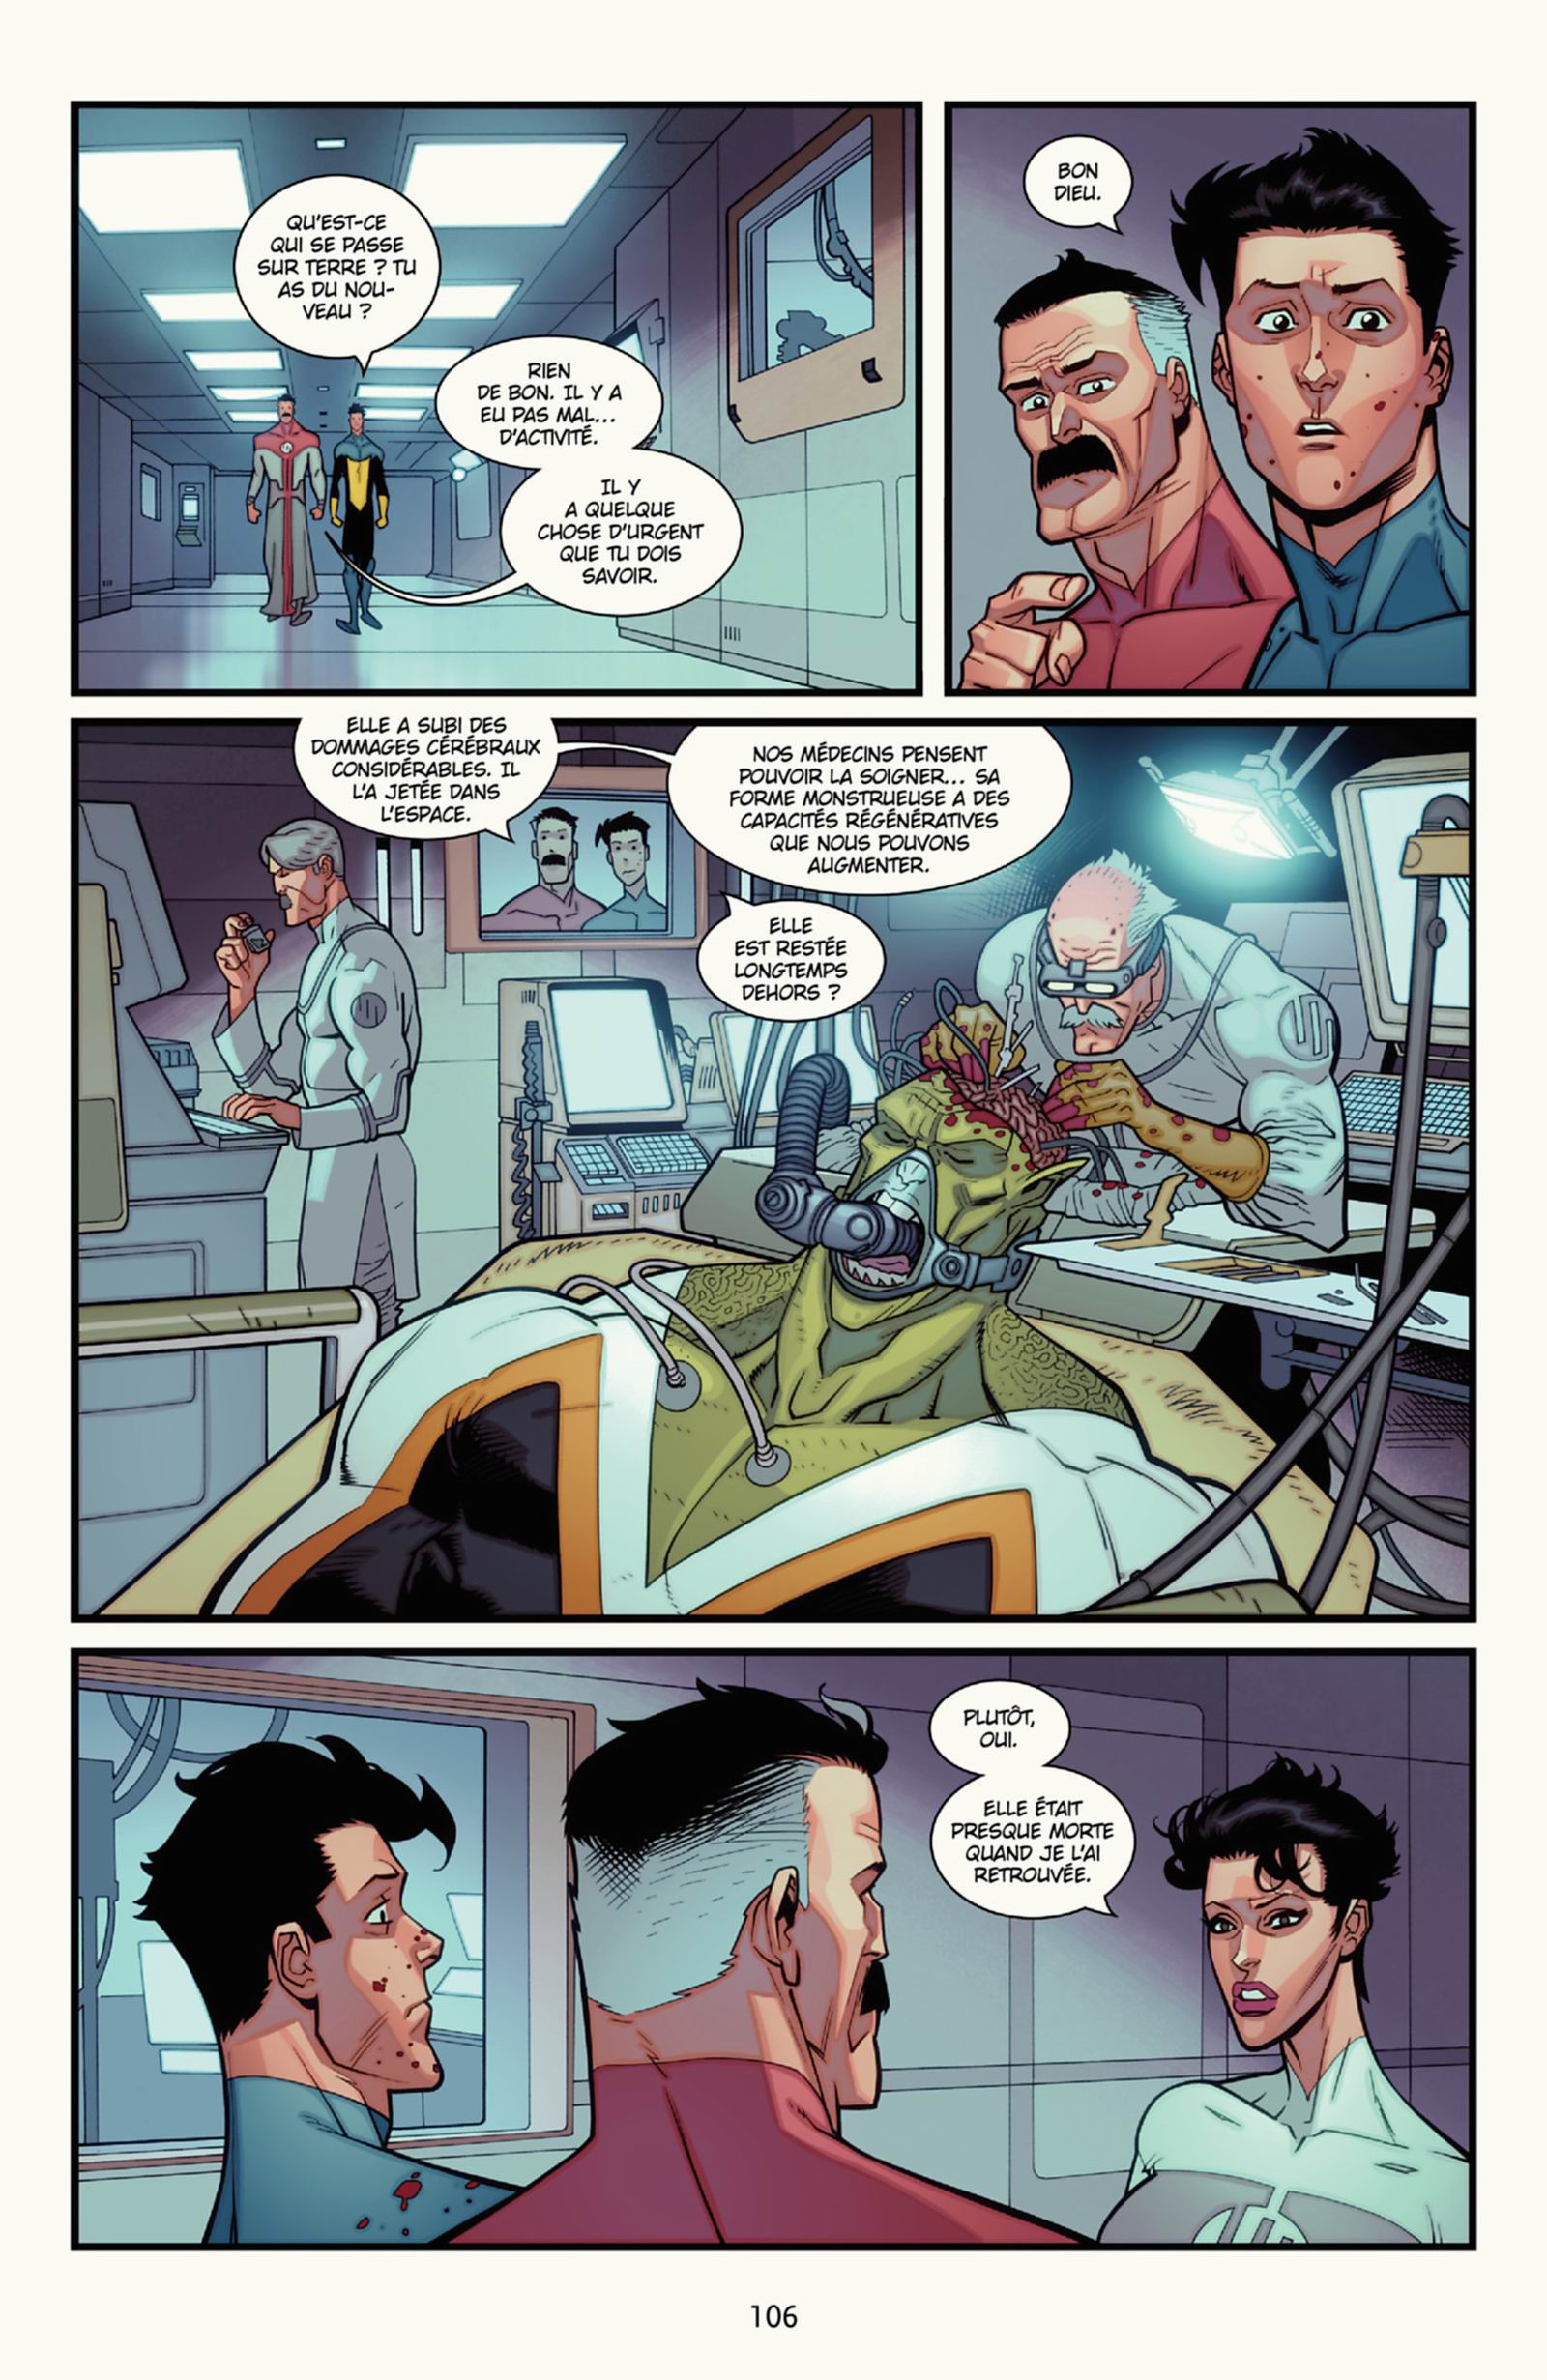 QU'EST-CE
QUI SE PASSE
SUR TERRE ? TU
AS DU NOU-
VEAU ?
RIEN
DE BON. IL Y A
EU PAS MAL...
D'ACTIVITÉ.
IL Y
A QUELQUE
CHOSE D'URGENT
QUE TU DOIS
SAVOIR.
BON
DIEU.
ELLE A SUBI DES
DOMMAGES CÉRÉBRAUX
CONSIDÉRABLES. IL
L'A JETÉE DANS
L'ESPACE.
NOS MÉDECINS PENSENT
POUVOIR LA SOIGNER... SA
FORME MONSTRUEUSE A DES
CAPACITÉS RÉGÉNÉRATIVES
QUE NOUS POUVONS
AUGMENTER.
ELLE
EST RESTÉE
LONGTEMPS
DEHORS ?
PLUTÔT,
OUI.
ELLE ÉTAIT
PRESQUE MORTE
QUAND JE L'AI
RETROUVÉE.
106